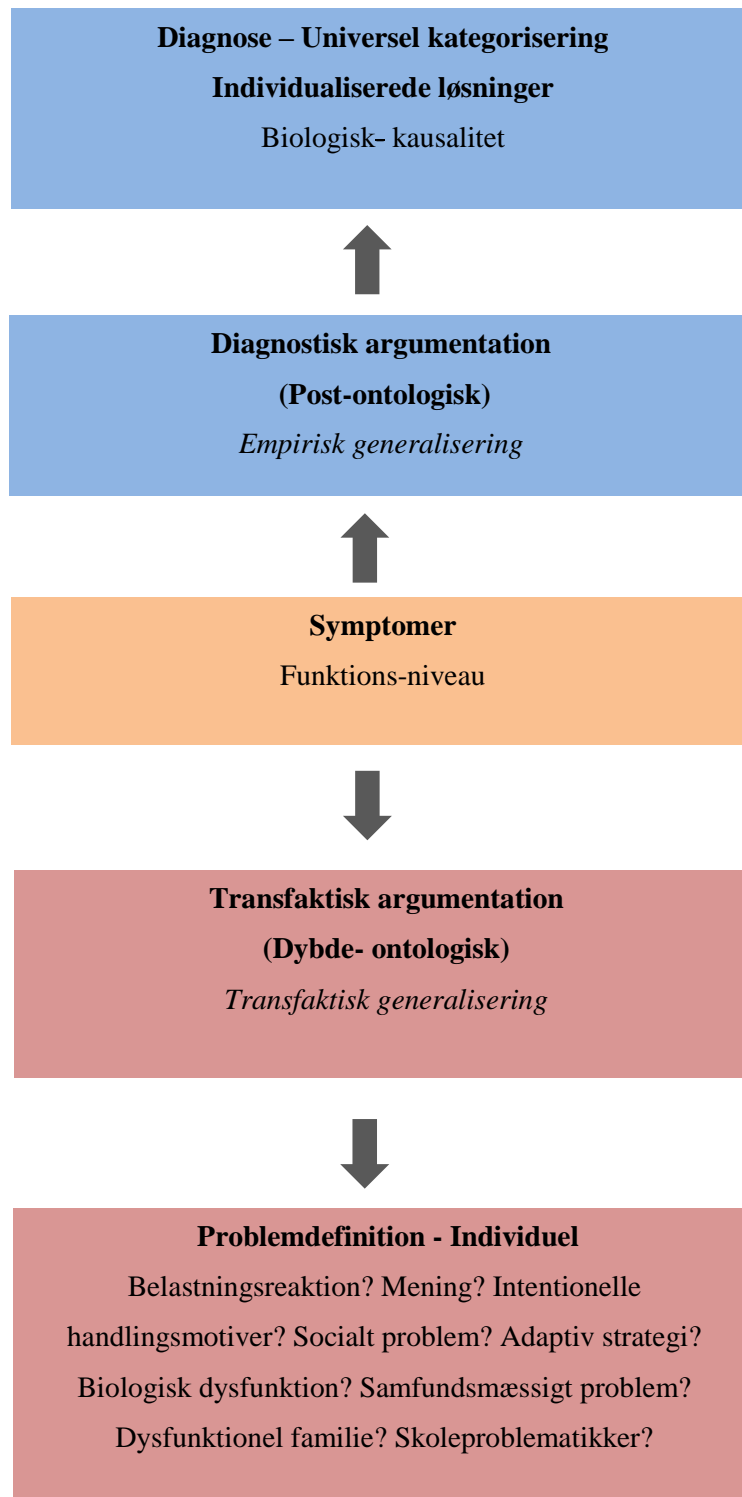 Diagnose – Universel kategorisering
Individualiserede løsninger
Biologisk– kausalitet
Diagnostisk argumentation
(Post-ontologisk)
Empirisk generalisering
Symptomer
Funktions-niveau
Transfaktisk argumentation
(Dybde- ontologisk)
Transfaktisk generalisering
Problemdefinition - Individuel
Belastningsreaktion? Mening? Intentionelle
handlingsmotiver? Socialt problem? Adaptiv strategi?
Biologisk dysfunktion? Samfundsmæssigt problem?
Dysfunktionel familie? Skoleproblematikker?